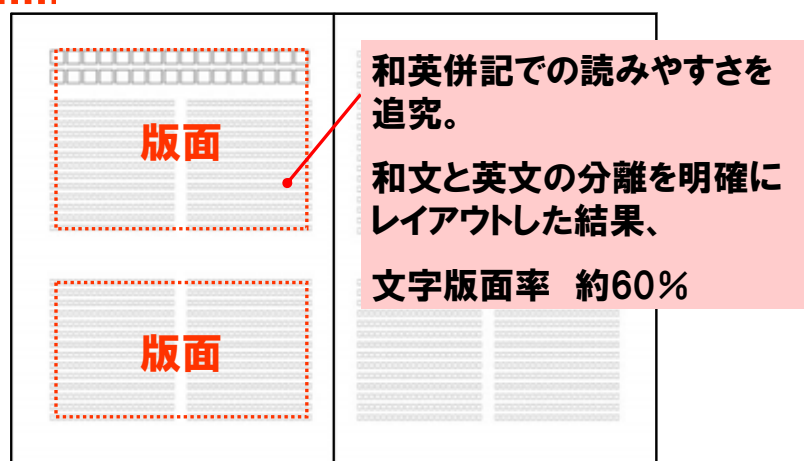 版面
和英併記での読みやすさを
追究。
和文と英文の分離を明確に
レイアウトした結果、
文字版面率　約60％
版面